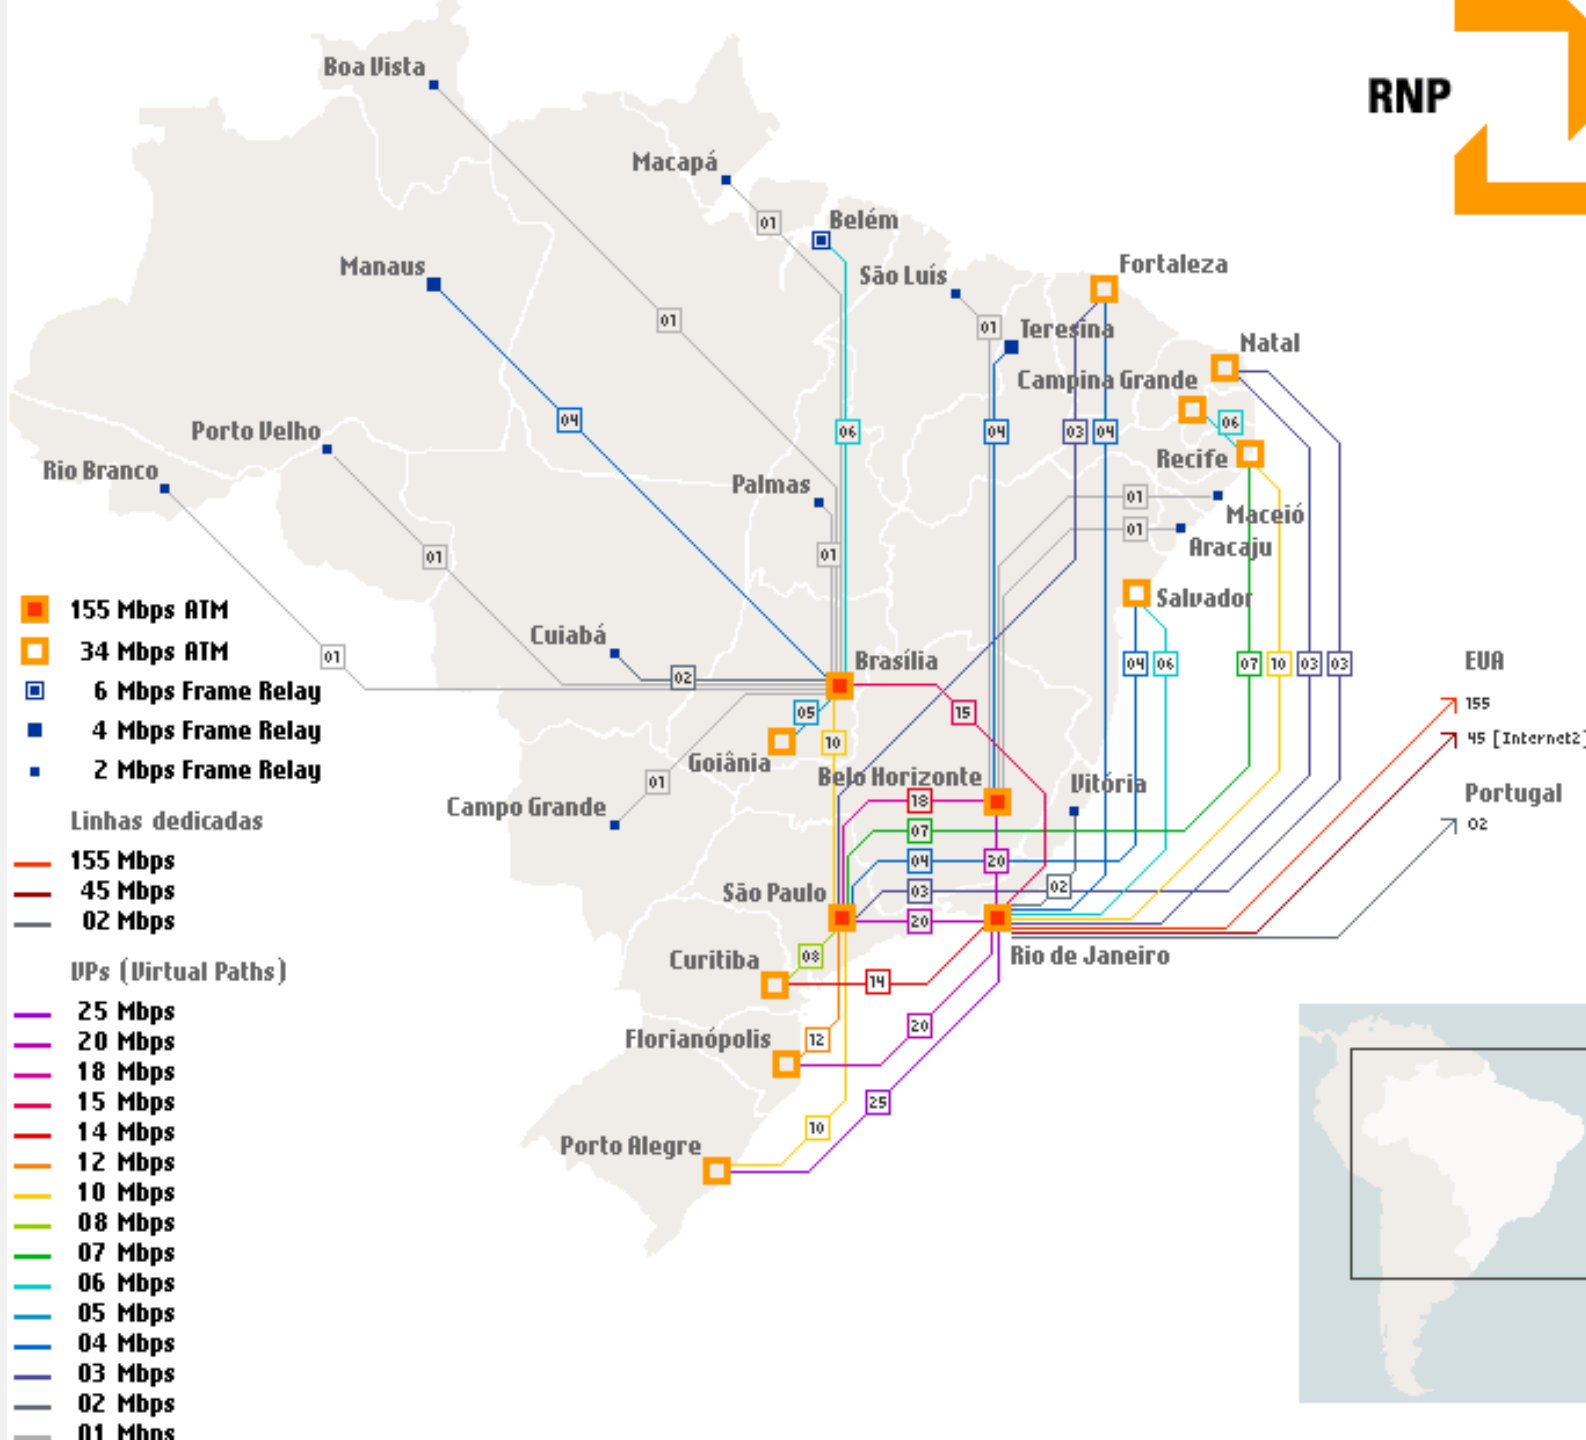 RNP
Boa Vista
Macapá
01
Belém
Manaus
São Luís
Fortaleza
01
01
Teresina
Natal
Campina Grande
04
06
04
03
04
06
Porto Velho
Recife
Rio Branco
Palmas
01
Maceió
01
01
01
Aracaju
155 Mbps ATM
Salvador
34 Mbps ATM
01
Cuiabá
02
Brasília
04
06
07
10
03
03
EUA
6 Mbps Frame Relay
155
05
15
4 Mbps Frame Relay
10
45 [Internet2]
Goiânia
2 Mbps Frame Relay
01
Belo Horizonte
Vitória
Portugal
Campo Grande
18
02
Linhas dedicadas
07
155 Mbps
04
20
45 Mbps
São Paulo
03
02
02 Mbps
20
Curitiba
08
Rio de Janeiro
VPs (Virtual Paths)
14
25 Mbps
20
Florianópolis
12
20 Mbps
18 Mbps
15 Mbps
25
14 Mbps
10
Porto Alegre
12 Mbps
10 Mbps
08 Mbps
07 Mbps
06 Mbps
05 Mbps
04 Mbps
03 Mbps
02 Mbps
01 Mbps